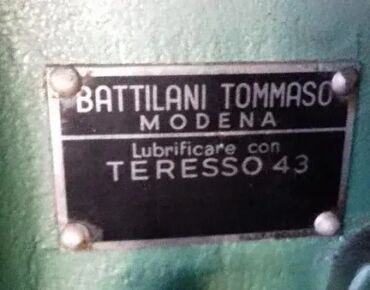 BATTILANI TOMMASO
MODENA
Lubrificare con
TERESSO 43